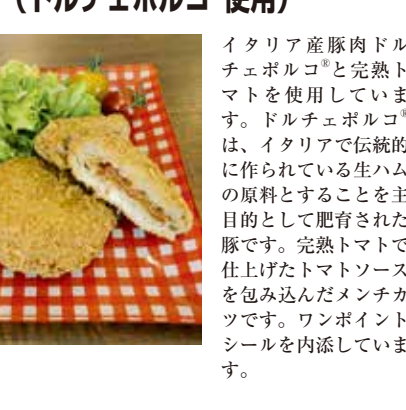 （ドルチェポルコ®使用）
イタリア産豚肉ドル
チェポルコ®と完熟ト
マトを使用していま
す。ドルチェポルコ®
は、イタリアで伝統的
に作られている生ハム
の原料とすることを主
目的として肥育された
豚です。完熟トマトで
仕上げたトマトソース
を包み込んだメンチカ
ツです。ワンポイント
シールを内添していま
す。